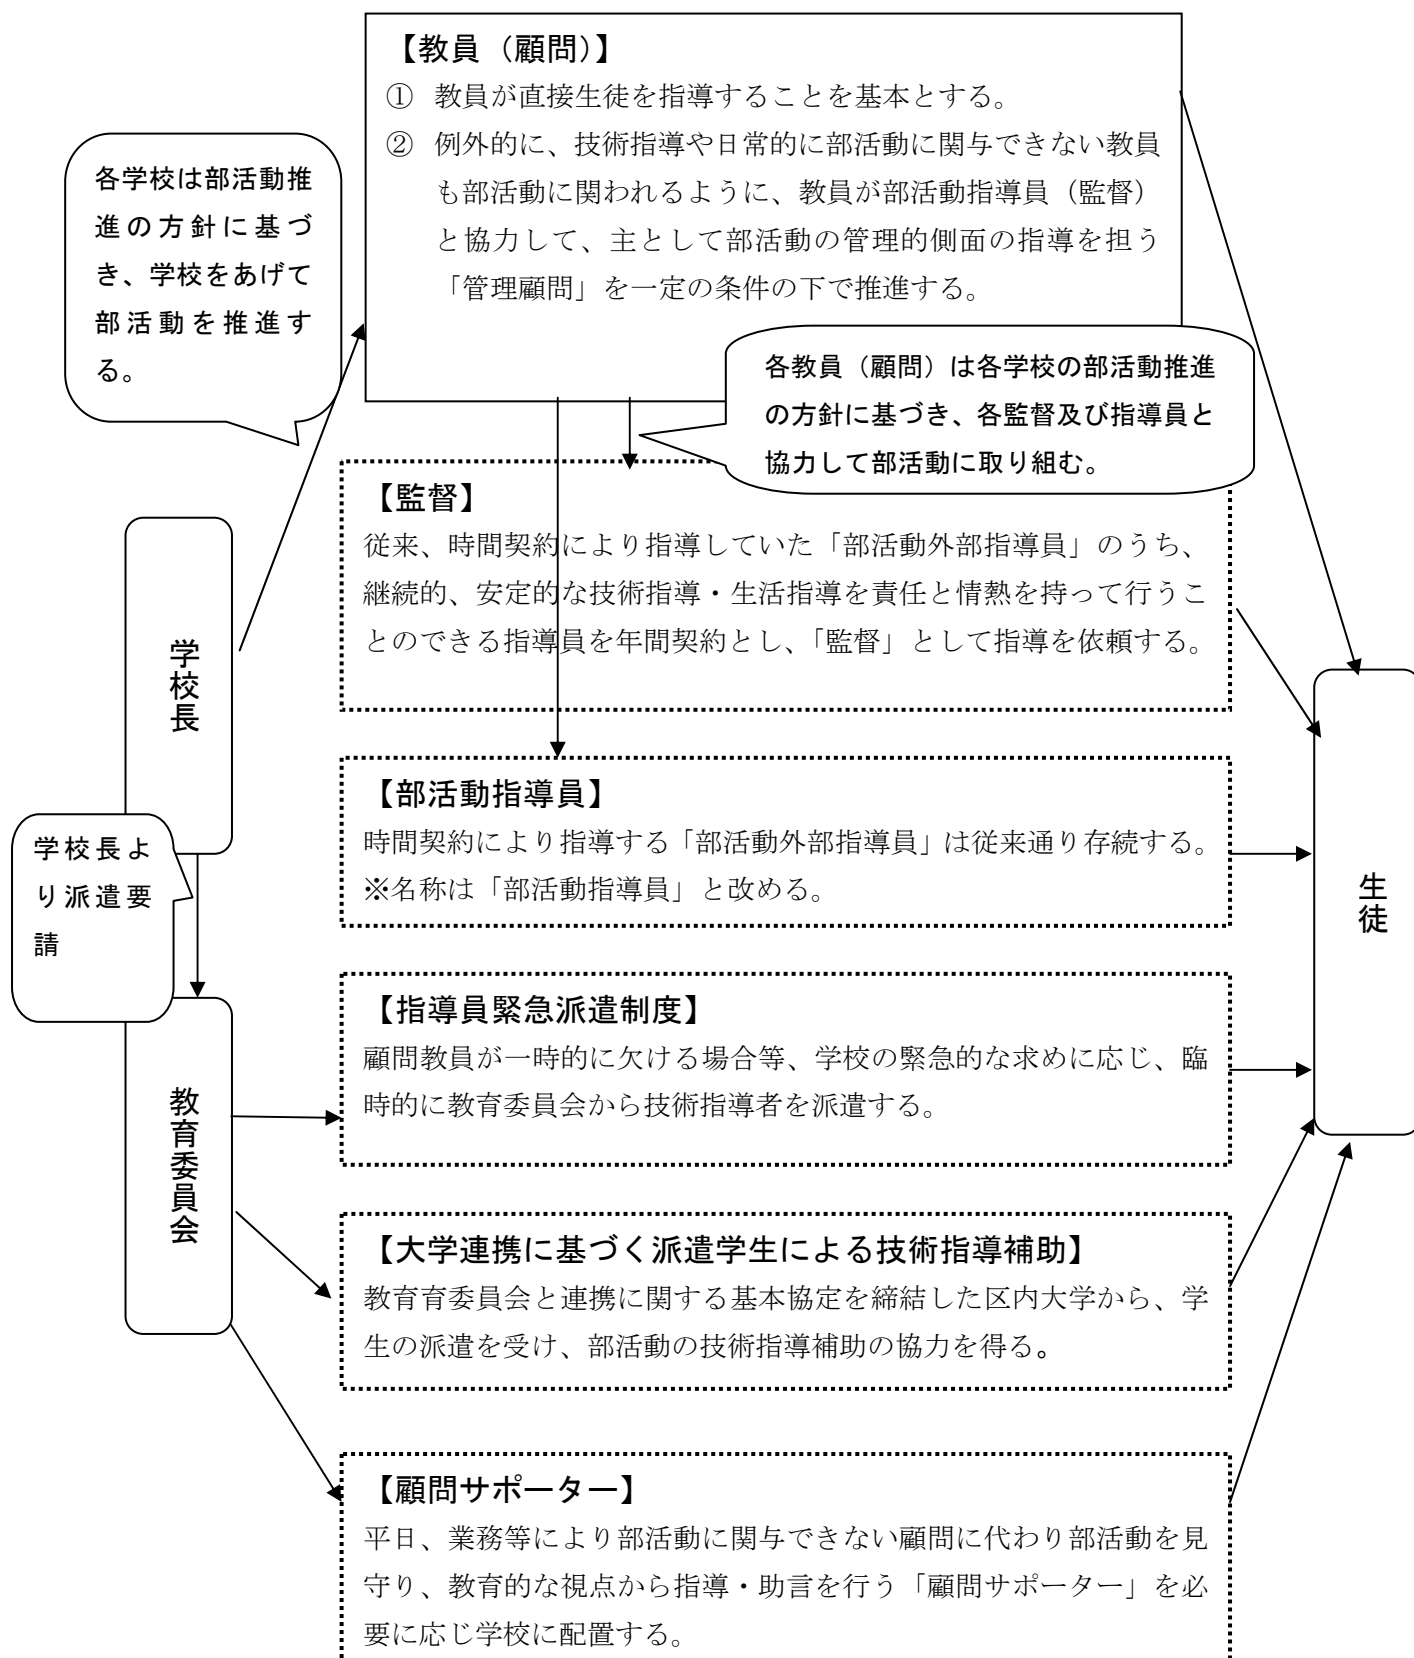 【教員（顧問）】
① 教員が直接生徒を指導することを基本とする。
② 例外的に、技術指導や日常的に部活動に関与できない教員
も部活動に関われるように、教員が部活動指導員（監督）
と協力して、主として部活動の管理的側面の指導を担う
「管理顧問」を一定の条件の下で推進する。
各学校は部活動推
進の方針に基づ
き、学校をあげて
部活動を推進す
る。
各教員（顧問）は各学校の部活動推進
の方針に基づき、各監督及び指導員と
協力して部活動に取り組む。
【監督】
従来、時間契約により指導していた「部活動外部指導員」のうち、
継続的、安定的な技術指導・生活指導を責任と情熱を持って行うこ
とのできる指導員を年間契約とし、「監督」として指導を依頼する。
学校長
【部活動指導員】
時間契約により指導する「部活動外部指導員」は従来通り存続する。
※名称は「部活動指導員」と改める。
学校長よ
り派遣要
請
生徒
【指導員緊急派遣制度】
顧問教員が一時的に欠ける場合等、学校の緊急的な求めに応じ、臨
時的に教育委員会から技術指導者を派遣する。
教育委員会
【大学連携に基づく派遣学生による技術指導補助】
教育育委員会と連携に関する基本協定を締結した区内大学から、学
生の派遣を受け、部活動の技術指導補助の協力を得る。
【顧問サポーター】
平日、業務等により部活動に関与できない顧問に代わり部活動を見
守り、教育的な視点から指導・助言を行う「顧問サポーター」を必
要に応じ学校に配置する。